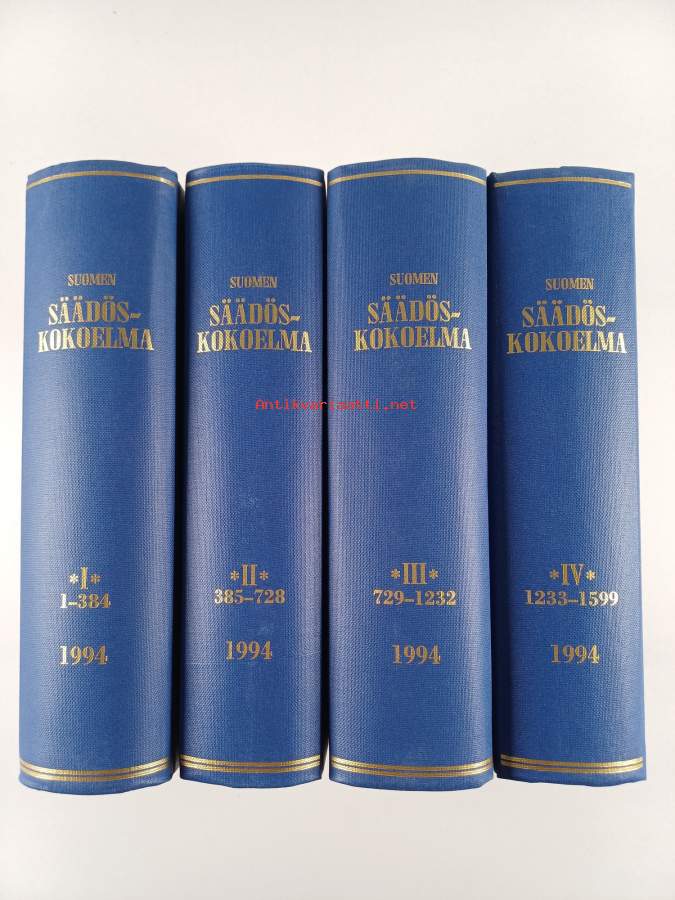 SUOMEN
SÄÄDÖS-
KOKOELMA
*I*
1-384
1994
SUOMEN
SÄÄDÖS-
KOKOELMA
*II*
385-728
1994
SUOMEN
SÄÄDÖS-
KOKOELMA
*III*
729-1232
1994
SUOMEN
SÄÄDÖS-
KOKOELMA
*IV*
1233-1599
1994
Antikvariaatti.net